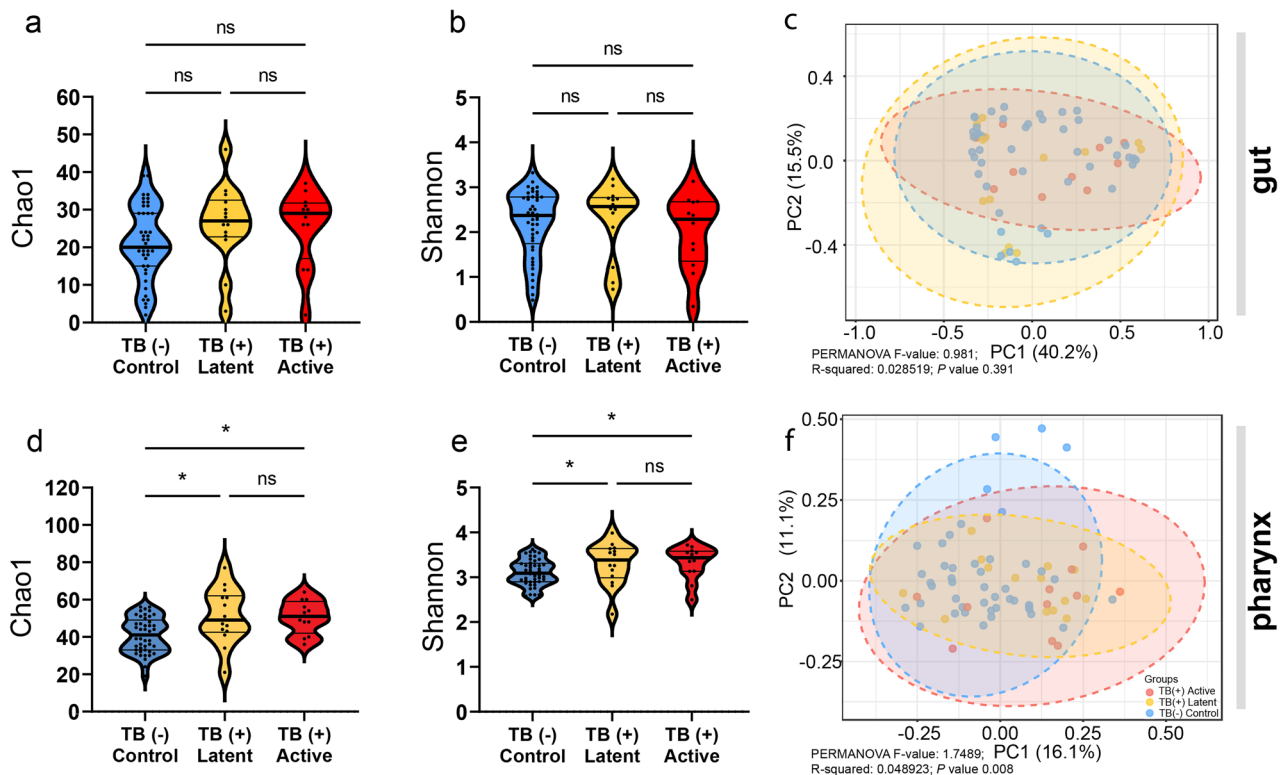 a
ns
ns
ns
Chao1
60
50
40
30
20
10
0
TB (-)
Control
TB (+)
Latent
TB (+)
Active
b
ns
ns
ns
Shannon
5
4
3
2
1
0
TB (-)
Control
TB (+)
Latent
TB (+)
Active
c
PC2 (15.5%)
0.4
0.0
-0.4
-1.0
-0.5
0.0
0.5
1.0
PC1 (40.2%)
PERMANOVA F-value: 0.981;
R-squared: 0.028519; P value 0.391
gut
d
*
*
ns
Chao1
120
100
80
60
40
20
0
TB (-)
Control
TB (+)
Latent
TB (+)
Active
e
*
*
ns
Shannon
5
4
3
2
1
0
TB (-)
Control
TB (+)
Latent
TB (+)
Active
f
PC2 (11.1%)
0.50
0.25
0.00
-0.25
Groups
TB(+) Active
TB(+) Latent
TB(-) Control
-0.25
0.00
0.25
0.50
PC1 (16.1%)
PERMANOVA F-value: 1.7489;
R-squared: 0.048923; P value 0.008
pharynx